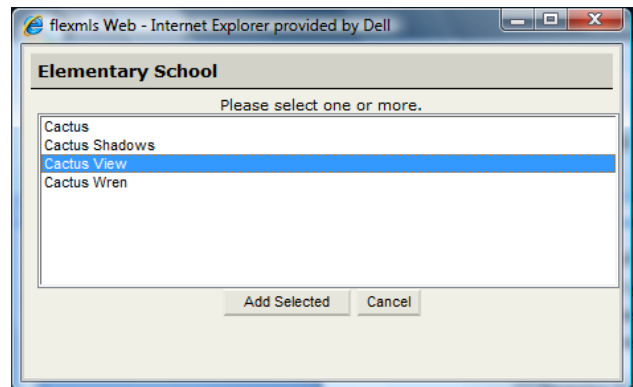 flexmls Web - Internet Explorer provided by Dell
Elementary School
Please select one or more.
Cactus
Cactus Shadows
Cactus View
Cactus Wren
Add Selected Cancel